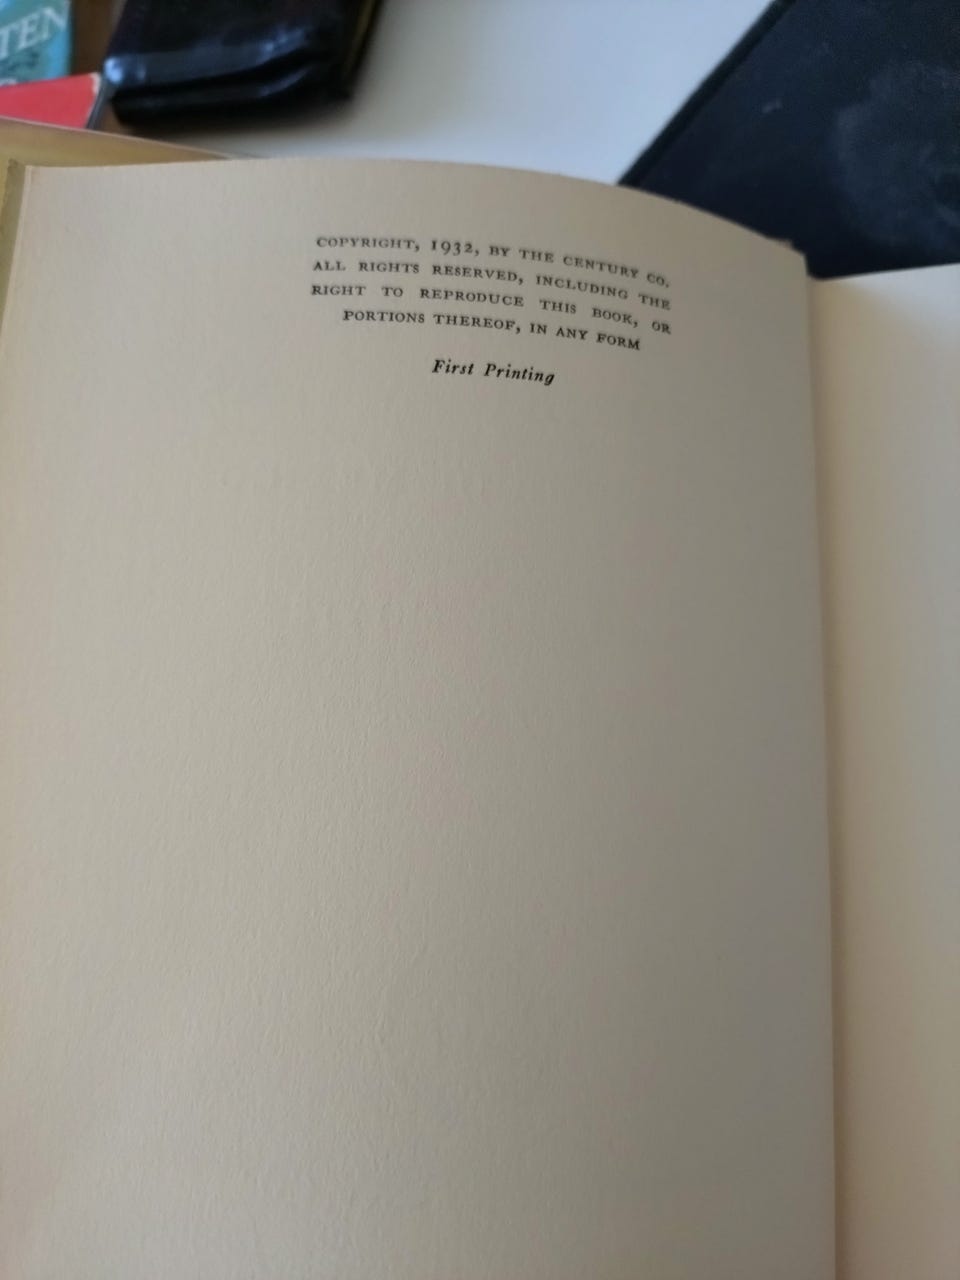 TEN
COPYRIGHT, 1932, BY THE CENTURY CO.
ALL RIGHTS RESERVED, INCLUDING THE
RIGHT TO REPRODUCE THIS BOOK, OR
PORTIONS THEREOF, IN ANY FORM
First Printing